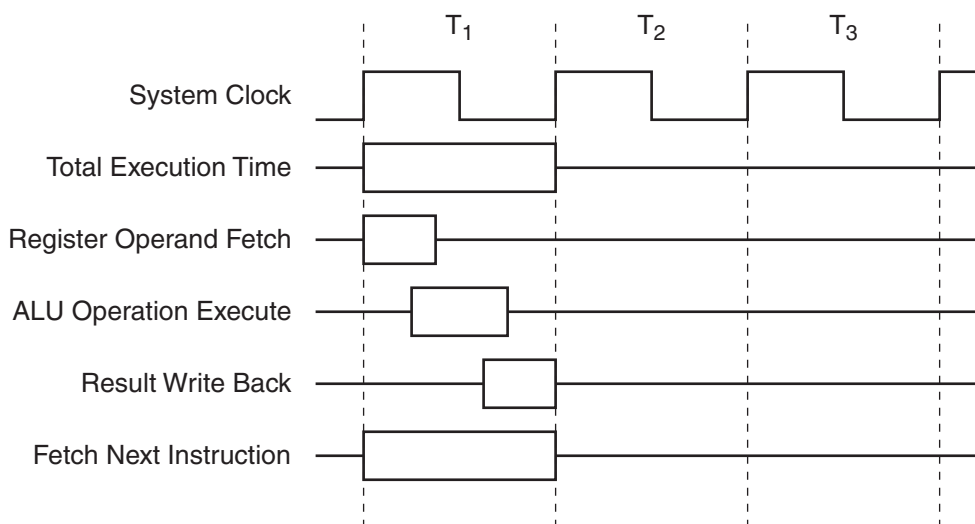 T1 T2 T3
System Clock
Total Execution Time
Register Operand Fetch
ALU Operation Execute
Result Write Back
Fetch Next Instruction